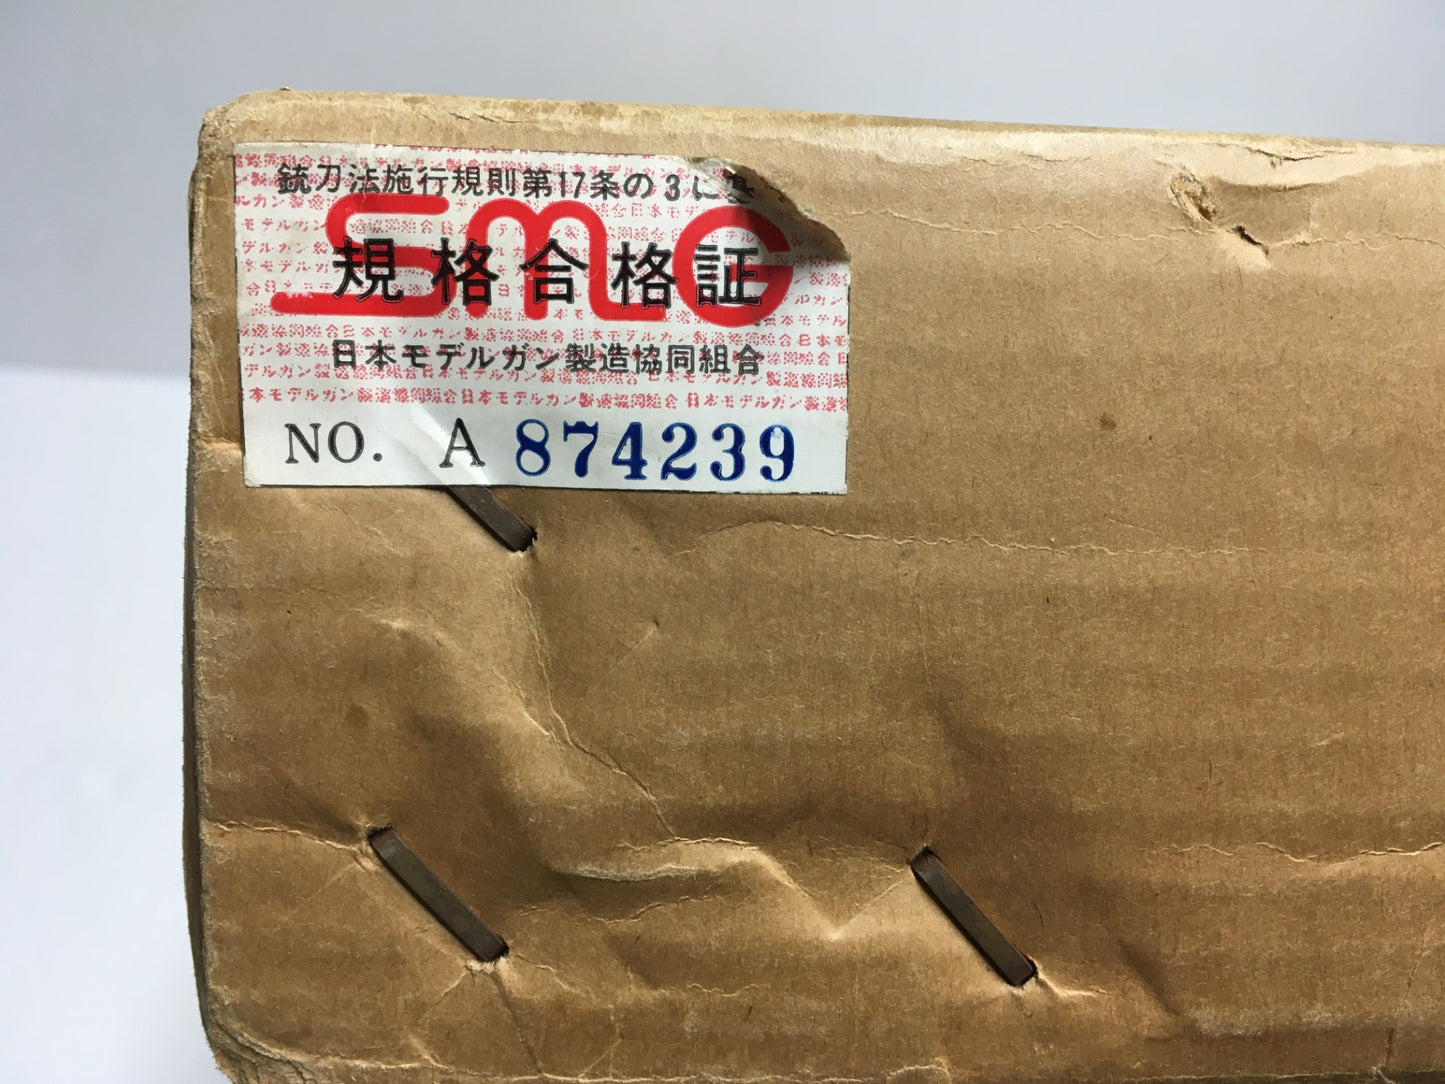 銃刀法施行規則第17条の3に基
SMG
規格合格証
日本モデルガン製造協同組合
NO. A 874239